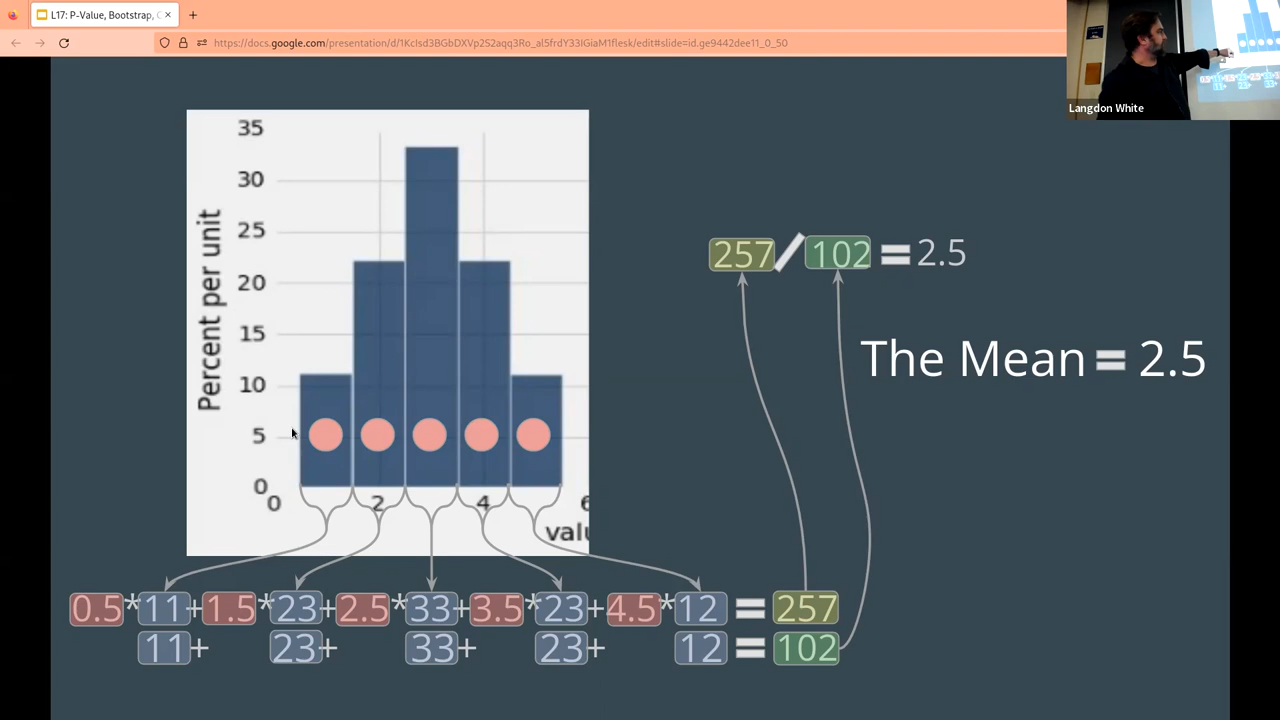 L17: P-Value, Bootstrap, C
https://docs.google.com/presentation/d/1KcIsd3BGbDXVp2S2aqq3Ro_al5frdY33IGiaM1flesk/edit#slide=id.ge9442dee11_0_50
Langdon White
35
30
25
20
15
10
5
0
Percent per unit
0 2 4 6
valu
257/102=2.5
The Mean = 2.5
0.5*11+1.5*23+2.5*33+3.5*23+4.5*12=257
11+ 23+ 33+ 23+ 12=102